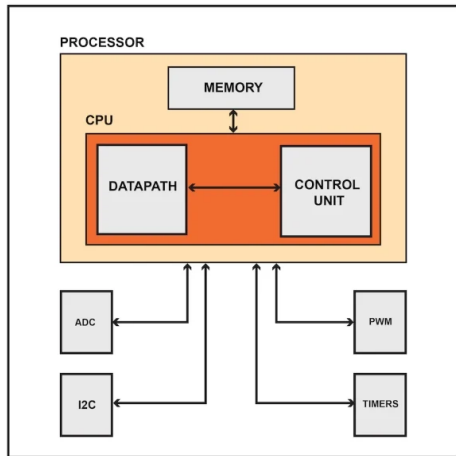 PROCESSOR
MEMORY
CPU
DATAPATH
CONTROL
UNIT
ADC
PWM
I2C
TIMERS